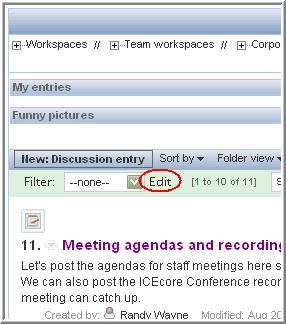 Workspaces // Team workspaces // Corpo
My entries
Funny pictures
New: Discussion entry Sort by Folder view
Filter: --none-- Edit [1 to 10 of 11] S
11. Meeting agendas and recording
Let's post the agendas for staff meetings here s
We can also post the ICEcore Conference recor
meeting can catch up.
Created by: Randy Wayne Modified: Aug 20